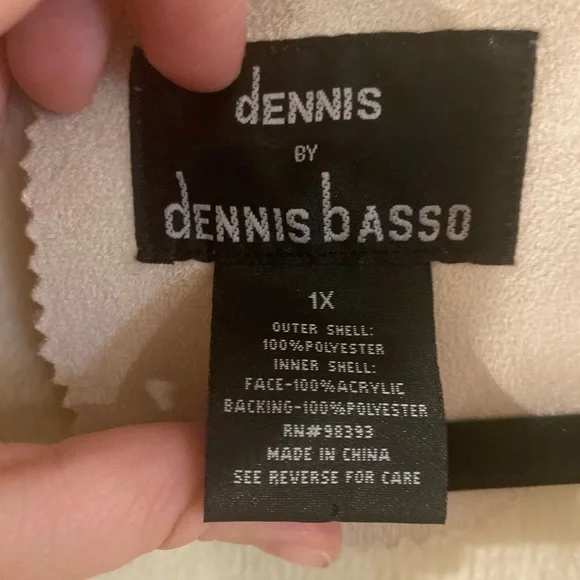 dENNIS
BY
dENNIS bASSO
1X
OUTER SHELL:
100%POLYESTER
INNER SHELL:
FACE-100%ACRYLIC
BACKING-100%POLYESTER
RN#98393
MADE IN CHINA
SEE REVERSE FOR CARE